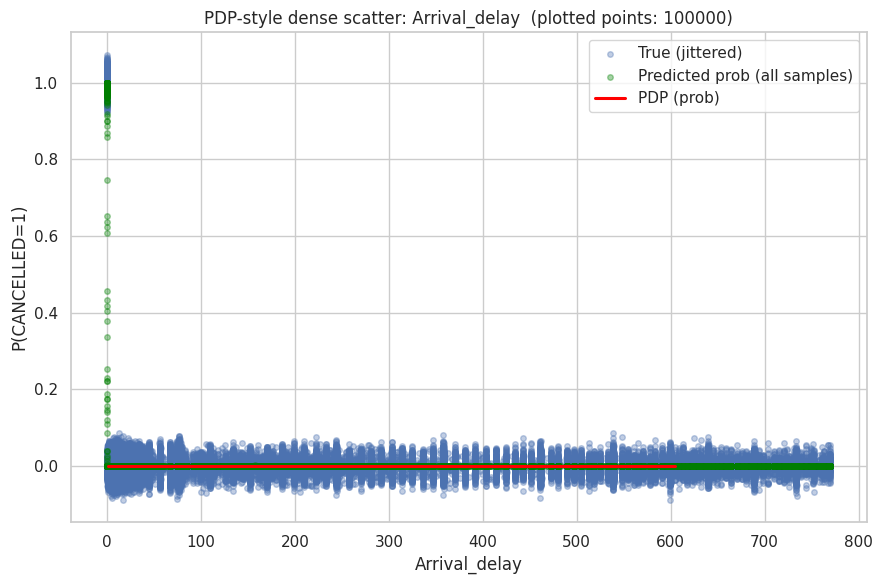 PDP-style dense scatter: Arrival_delay  (plotted points: 100000)
True (jittered)
Predicted prob (all samples)
PDP (prob)
P(CANCELLED=1)
1.0
0.8
0.6
0.4
0.2
0.0
0 100 200 300 400 500 600 700 800
Arrival_delay